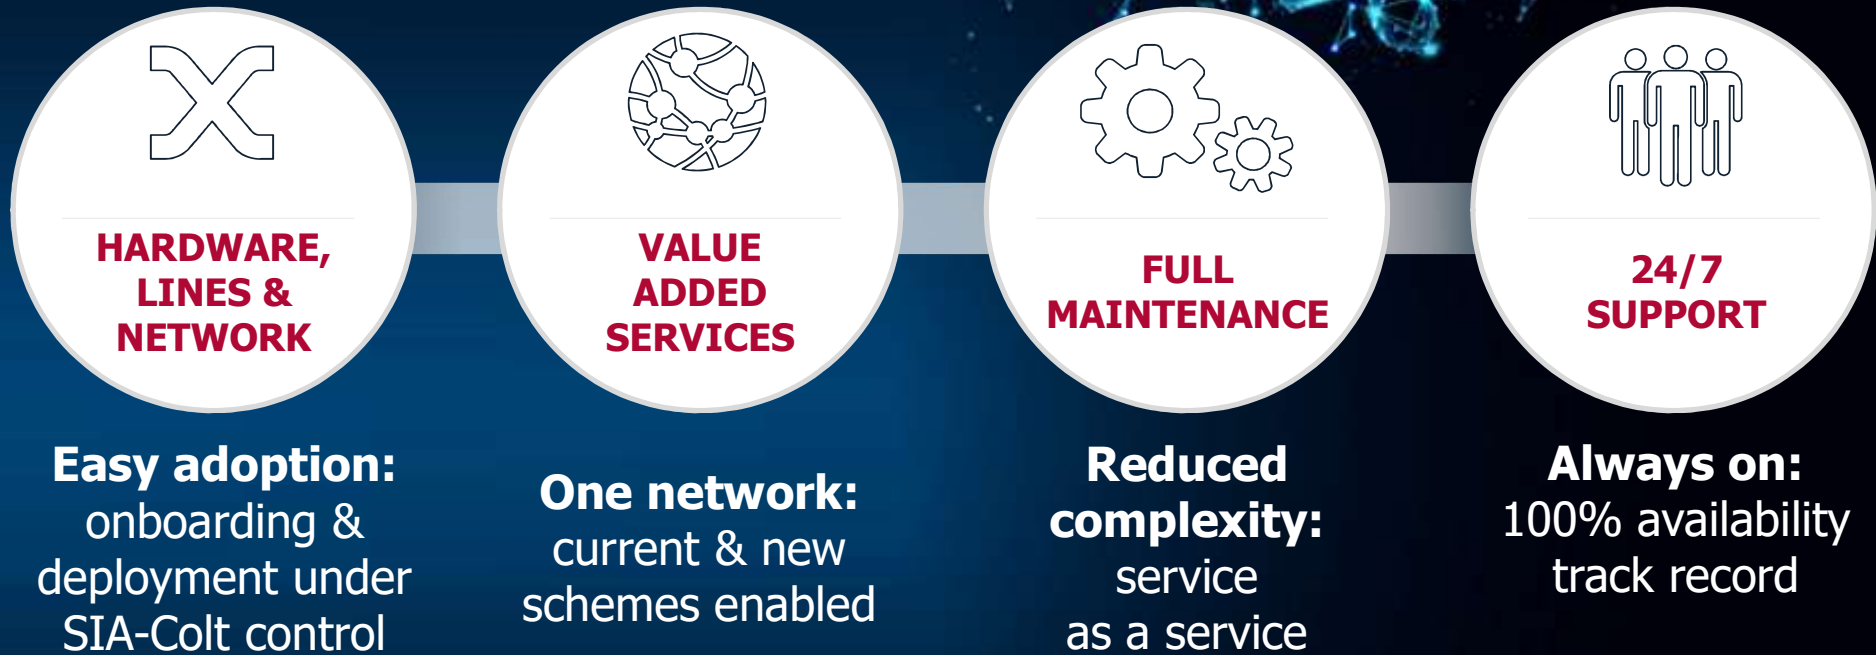 HARDWARE,
LINES &
NETWORK
Easy adoption:
onboarding &
deployment under
SIA-Colt control
VALUE
ADDED
SERVICES
One network:
current & new
schemes enabled
FULL
MAINTENANCE
Reduced
complexity:
service
as a service
24/7
SUPPORT
Always on:
100% availability
track record